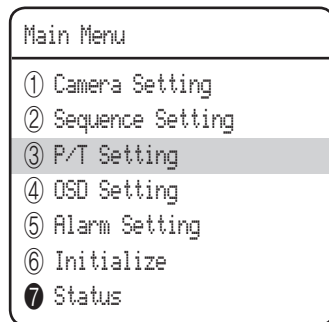 Main Menu
① Camera Setting
② Sequence Setting
③ P/T Setting
④ OSD Setting
⑤ Alarm Setting
⑥ Initialize
❼ Status